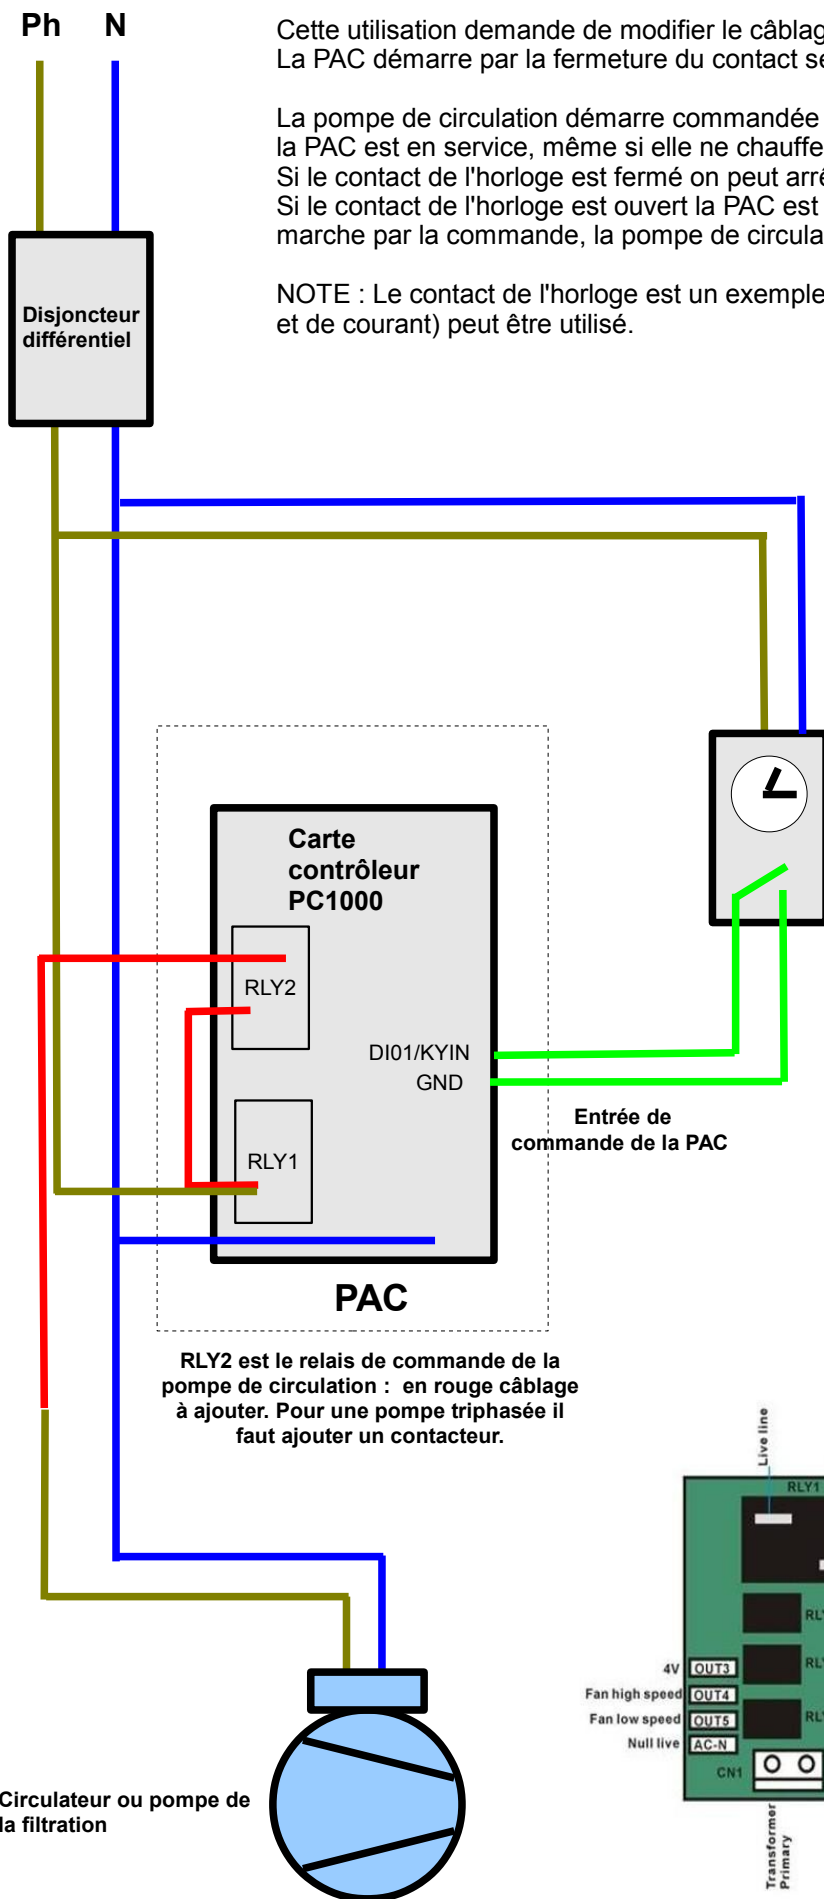 Ph N
Cette utilisation demande de modifier le câblag
La PAC démarre par la fermeture du contact se
La pompe de circulation démarre commandée
la PAC est en service, même si elle ne chauffe
Si le contact de l'horloge est fermé on peut arrê
Si le contact de l'horloge est ouvert la PAC est
marche par la commande, la pompe de circula
NOTE : Le contact de l'horloge est un exemple
et de courant) peut être utilisé.
Disjoncteur
différentiel
Carte
contrôleur
PC1000
RLY2
DI01/KYIN
GND
RLY1
Entrée de
commande de la PAC
PAC
RLY2 est le relais de commande de la
pompe de circulation : en rouge câblage
à ajouter. Pour une pompe triphasée il
faut ajouter un contacteur.
Live line
RLY1
RL
4V OUT3
RL
Fan high speed OUT4
Fan low speed OUT5
RL
Null live AC-N
CN1
Transformer
Primary
Circulateur ou pompe de
la filtration